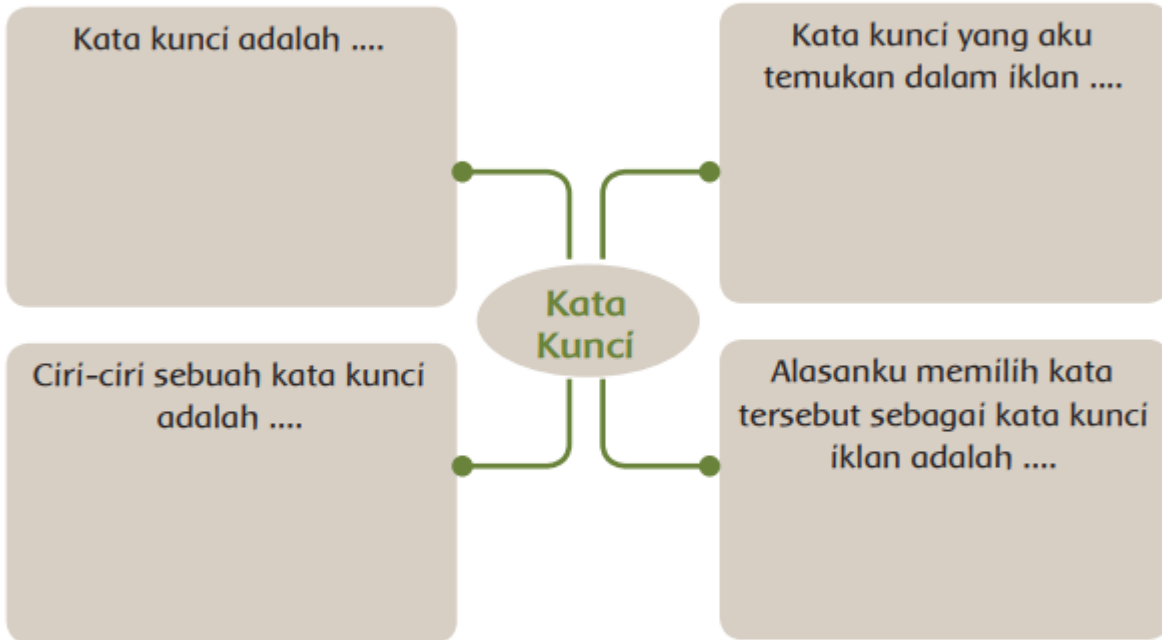 Kata kunci adalah ....
Kata kunci yang aku
temukan dalam iklan ....
Kata
Kunci
Ciri-ciri sebuah kata kunci
adalah ....
Alasanku memilih kata
tersebut sebagai kata kunci
iklan adalah ....